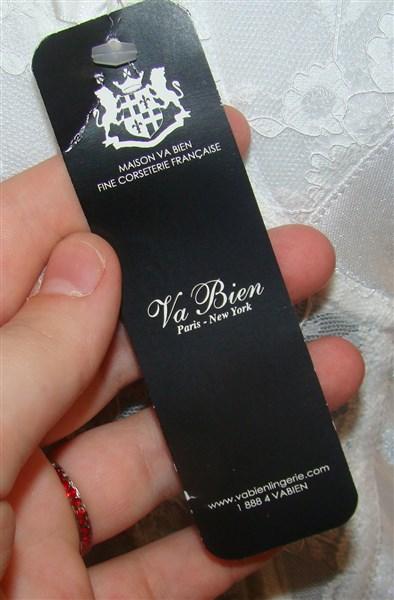 MAISON VA BIEN
FINE CORSETERIE FRANÇAISE
Va Bien
Paris - New York
www.vabienlingerie.com
1 888 4 VABIEN